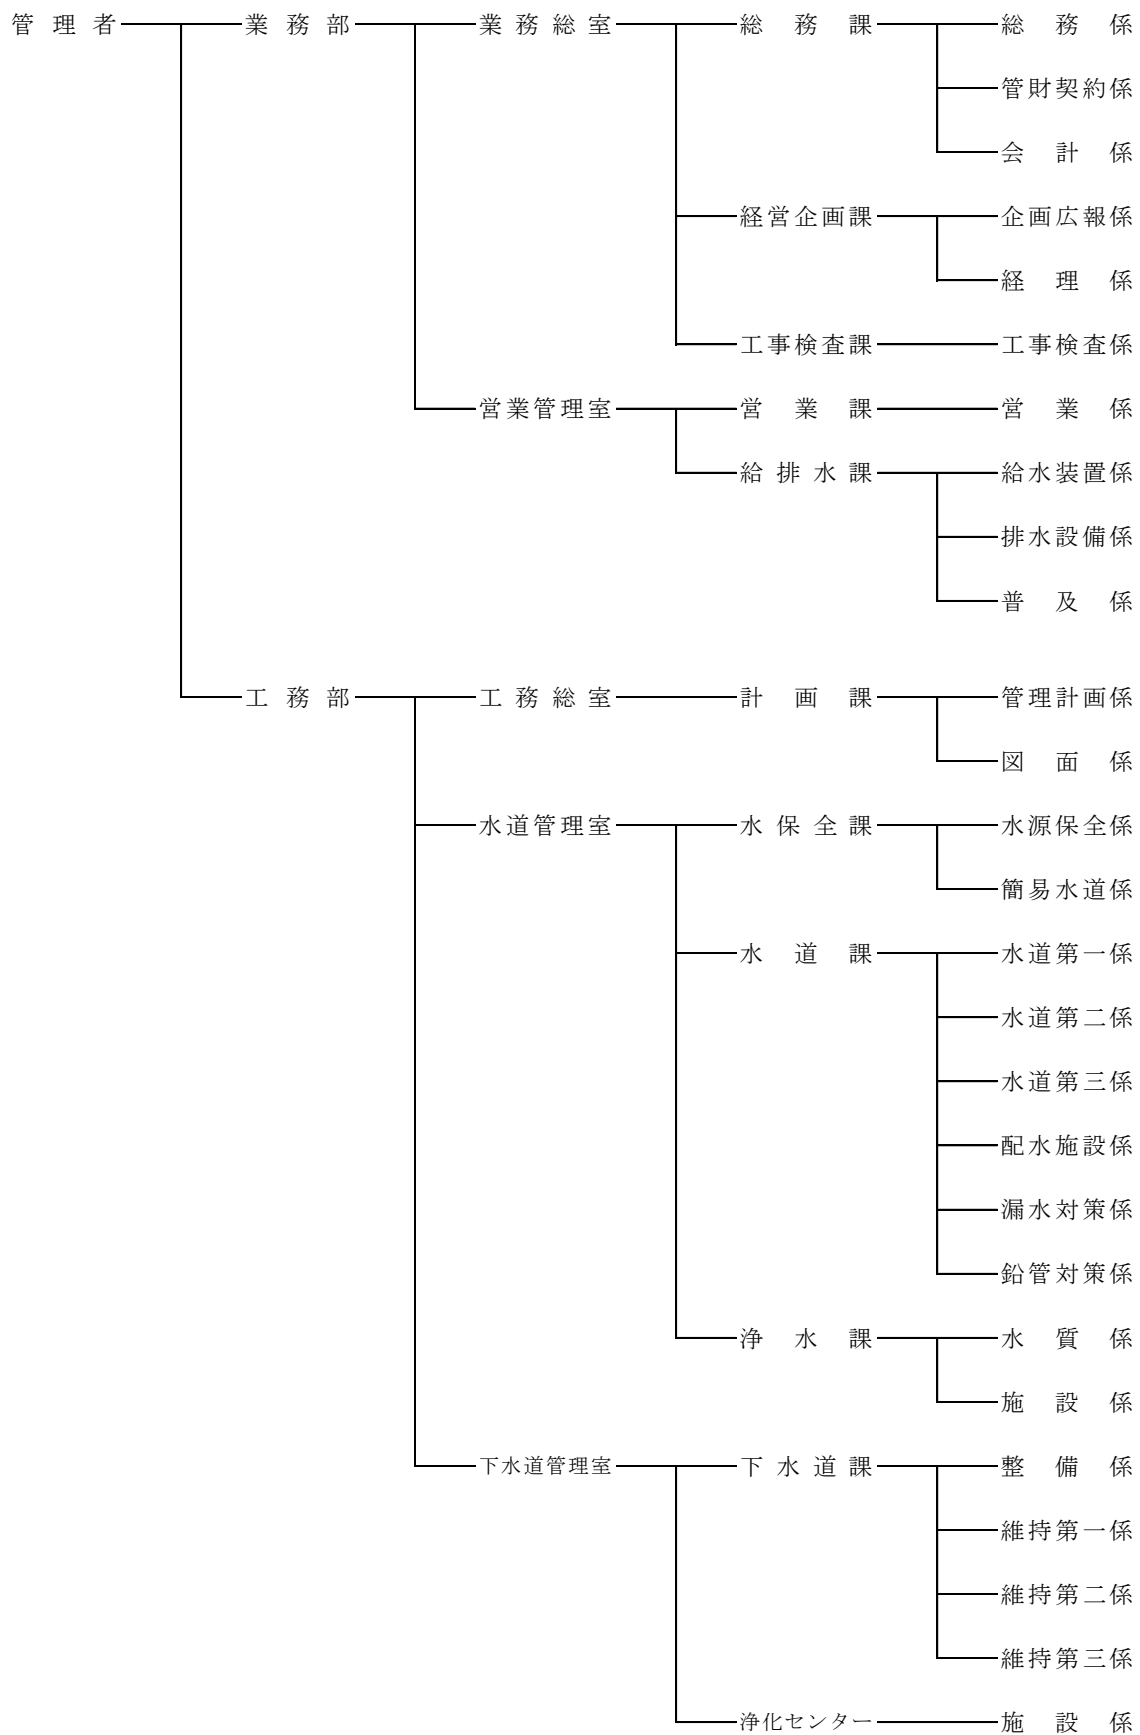 管理者 業務部 業務総室 総務課 総務係
管財契約係
会計係
経営企画課 企画広報係
経理係
工事検査課 工事検査係
営業管理室 営業課 営業係
給排水課 給水装置係
排水設備係
普及係
工務部 工務総室 計画課 管理計画係
図面係
水道管理室 水保全課 水源保全係
簡易水道係
水道課 水道第一係
水道第二係
水道第三係
配水施設係
漏水対策係
鉛管対策係
浄水課 水質係
施設係
下水道管理室 下水道課 整備係
維持第一係
維持第二係
維持第三係
浄化センター 施設係